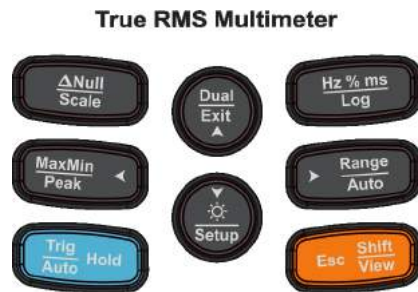 True RMS Multimeter
ΔNull
Scale
Dual
Exit
Hz % ms
Log
MaxMin
Peak
Setup
Range
Auto
Trig
Auto Hold
Esc Shift
View